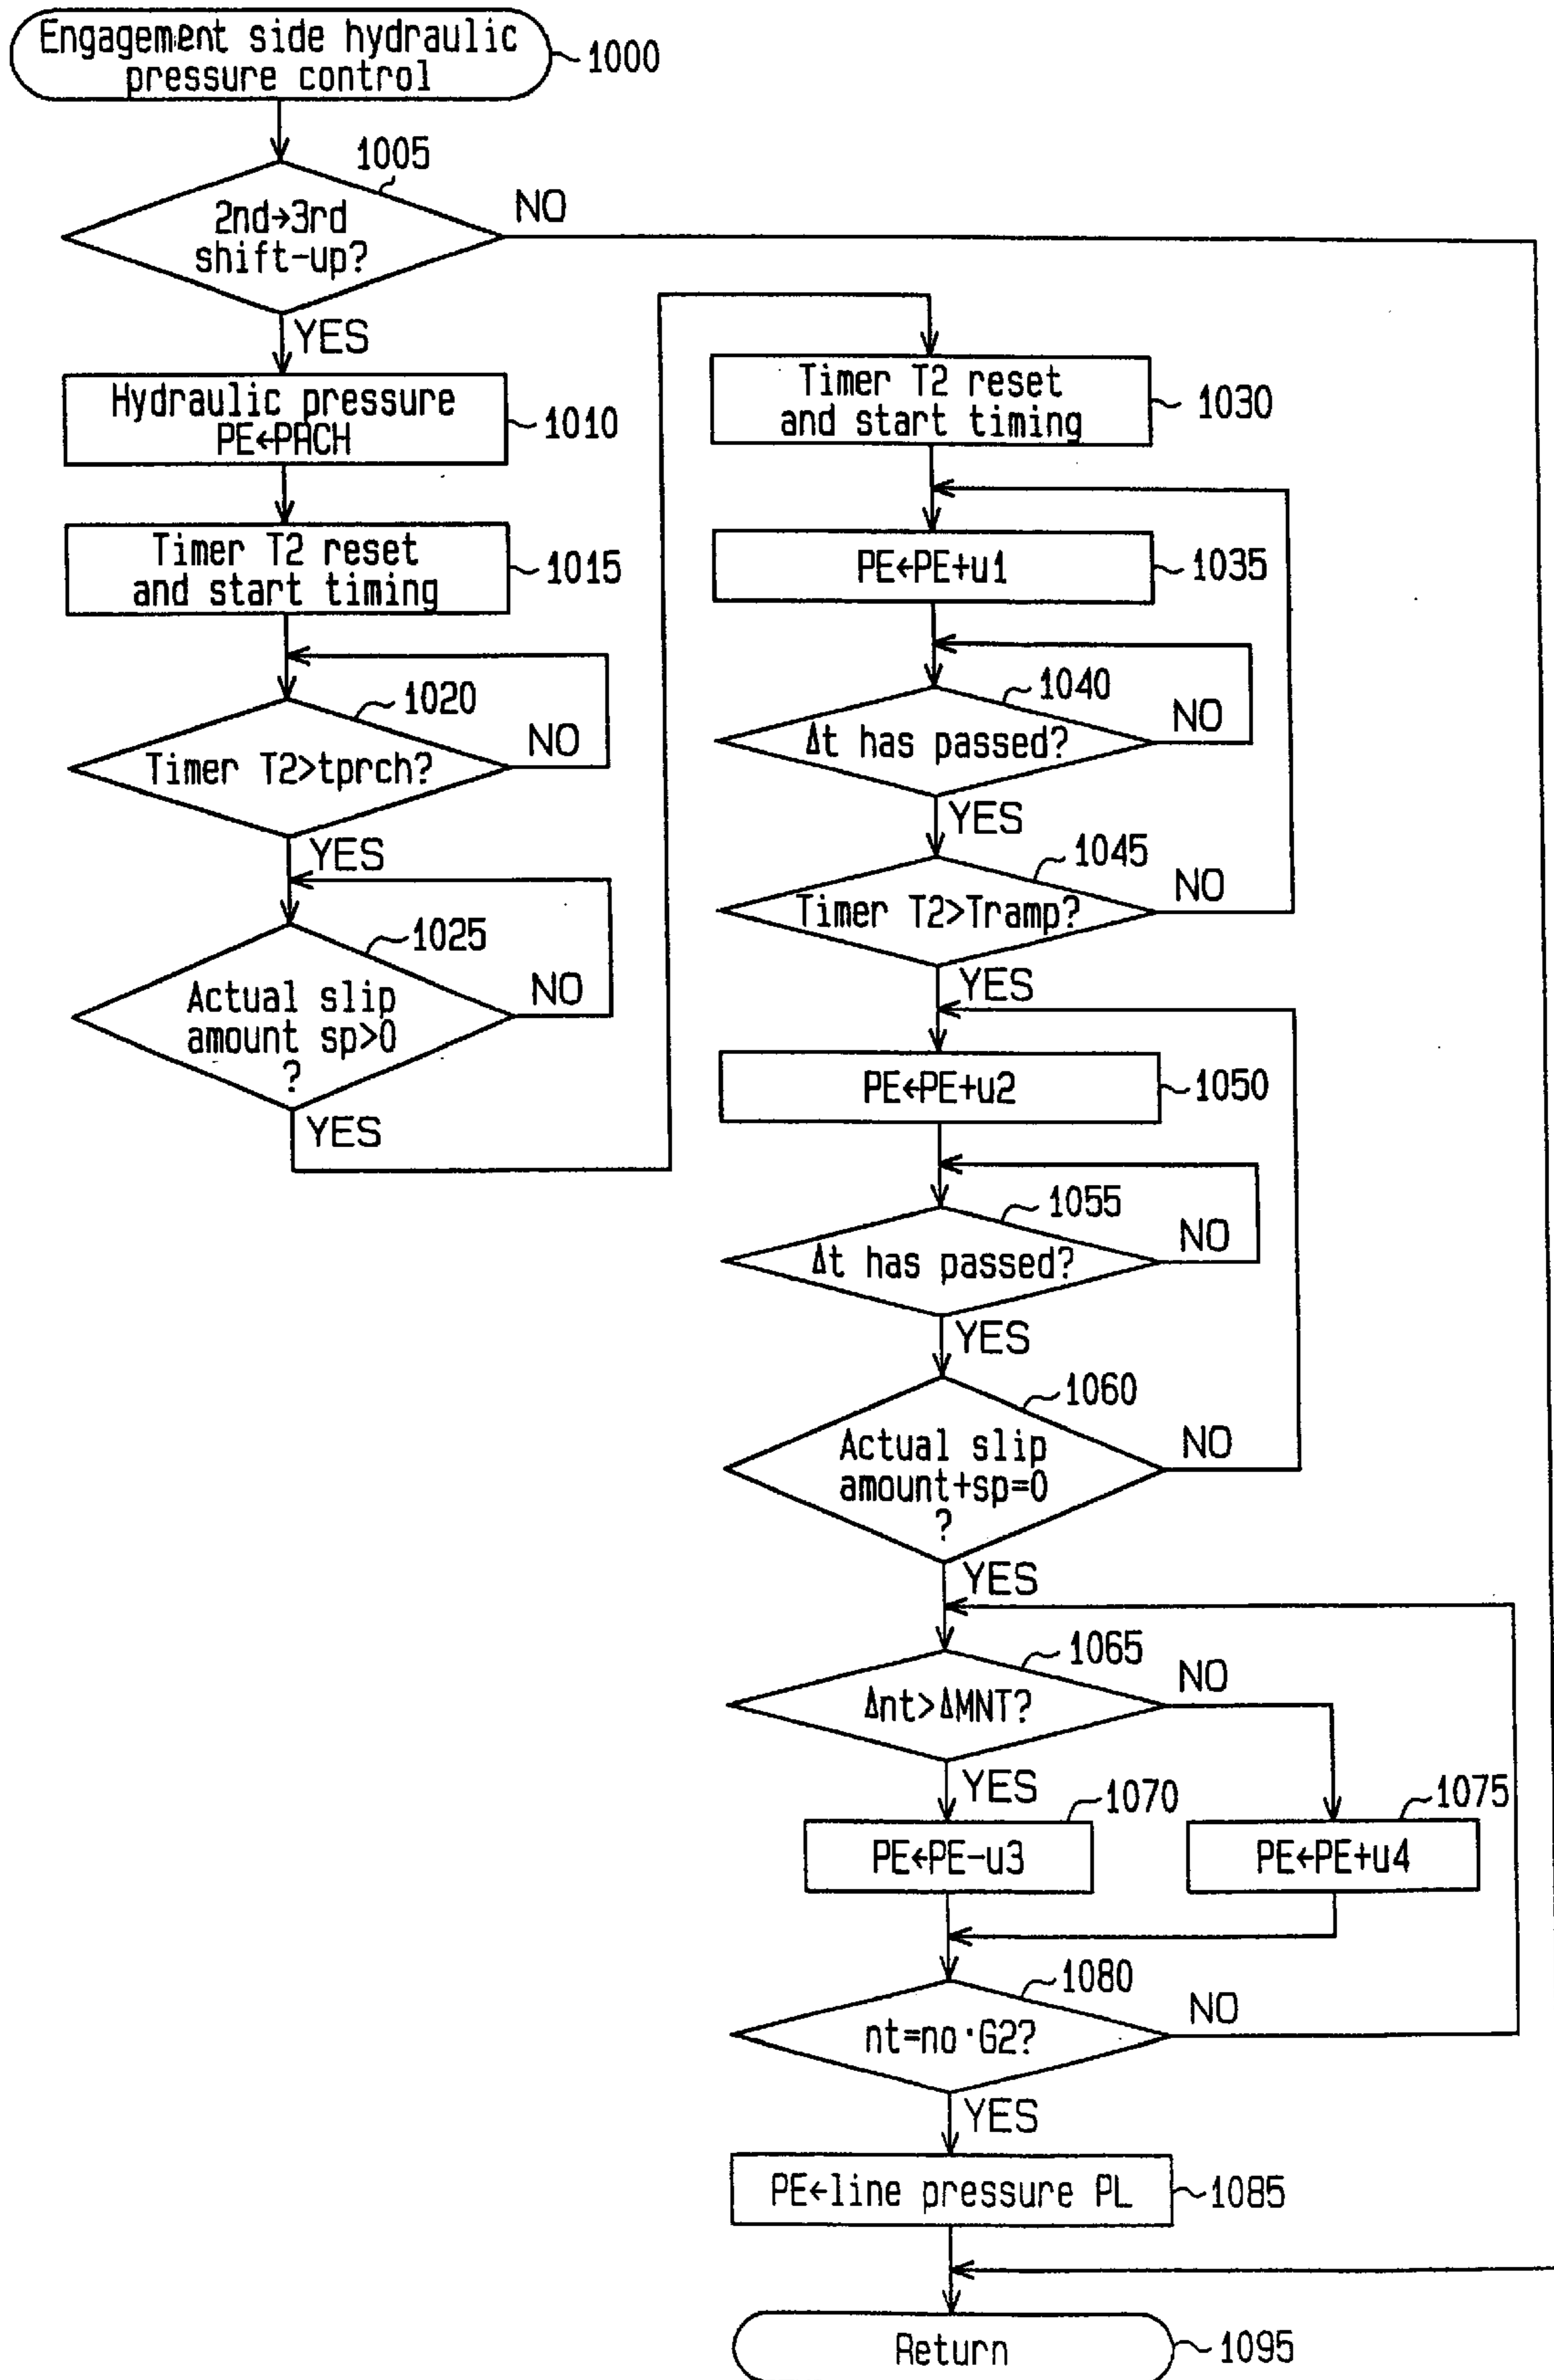 Engagement side hydraulic
pressure control
1000
1005
2nd→3rd
shift-up?
NO
YES
Hydraulic pressure
PE←PACH
1010
Timer T2 reset
and start timing
1015
1020
Timer T2>tprch?
NO
YES
1025
Actual slip
amount sp>0
?
NO
YES
Timer T2 reset
and start timing
1030
PE←PE+u1
1035
1040
Δt has passed?
NO
YES
1045
Timer T2>Tramp?
NO
YES
PE←PE+u2
1050
1055
Δt has passed?
NO
YES
1060
Actual slip
amount+sp=0
?
NO
YES
1065
Δnt>ΔMNT?
NO
YES
1070
PE←PE-u3
1075
PE←PE+u4
1080
nt=no·G2?
NO
YES
PE←line pressure PL
1085
Return
1095